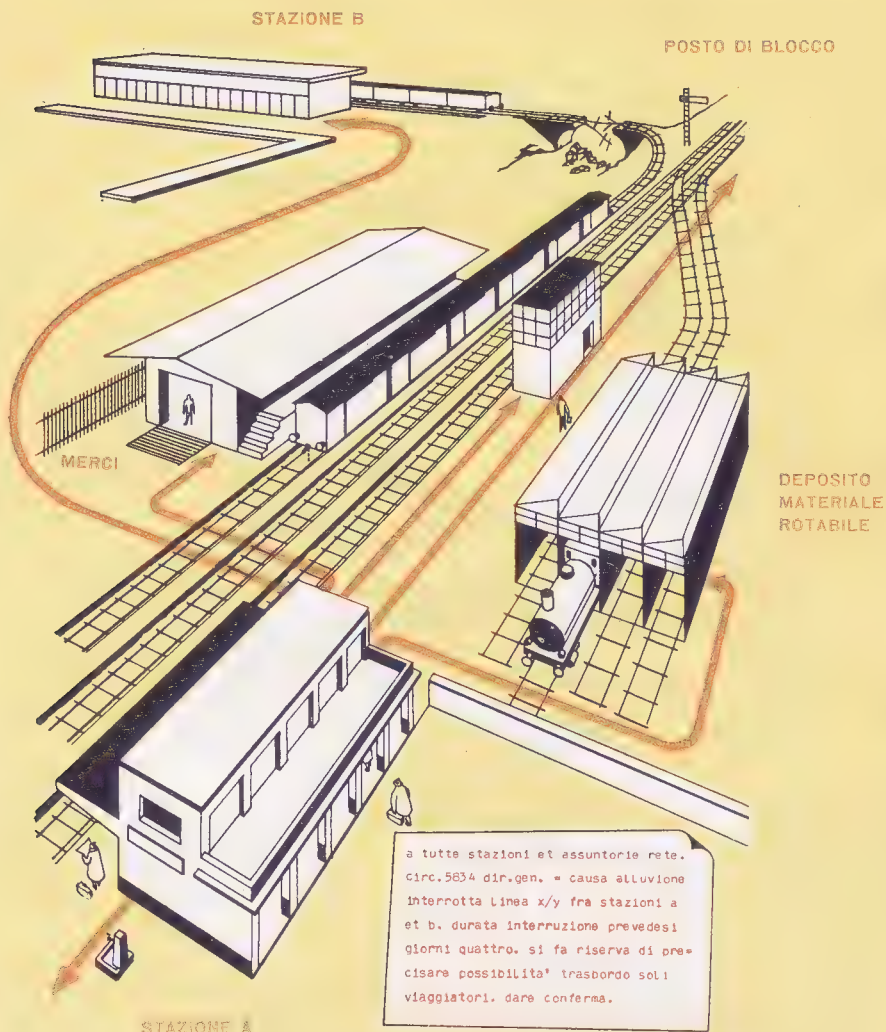 STAZIONE B
POSTO DI BLOCCO
MERCI
DEPOSITO
MATERIALE
ROTABILE
a tutte stazioni et assuntorie rete.
circ.5834 dir.gen. = causa alluvione
interrotta linea x/y fra stazioni a
et b. durata interruzione prevedesi
giorni quattro. si fa riserva di pre=
cisare possibilita' trasbordo soli
viaggiatori. dare conferma.
STAZIONE A